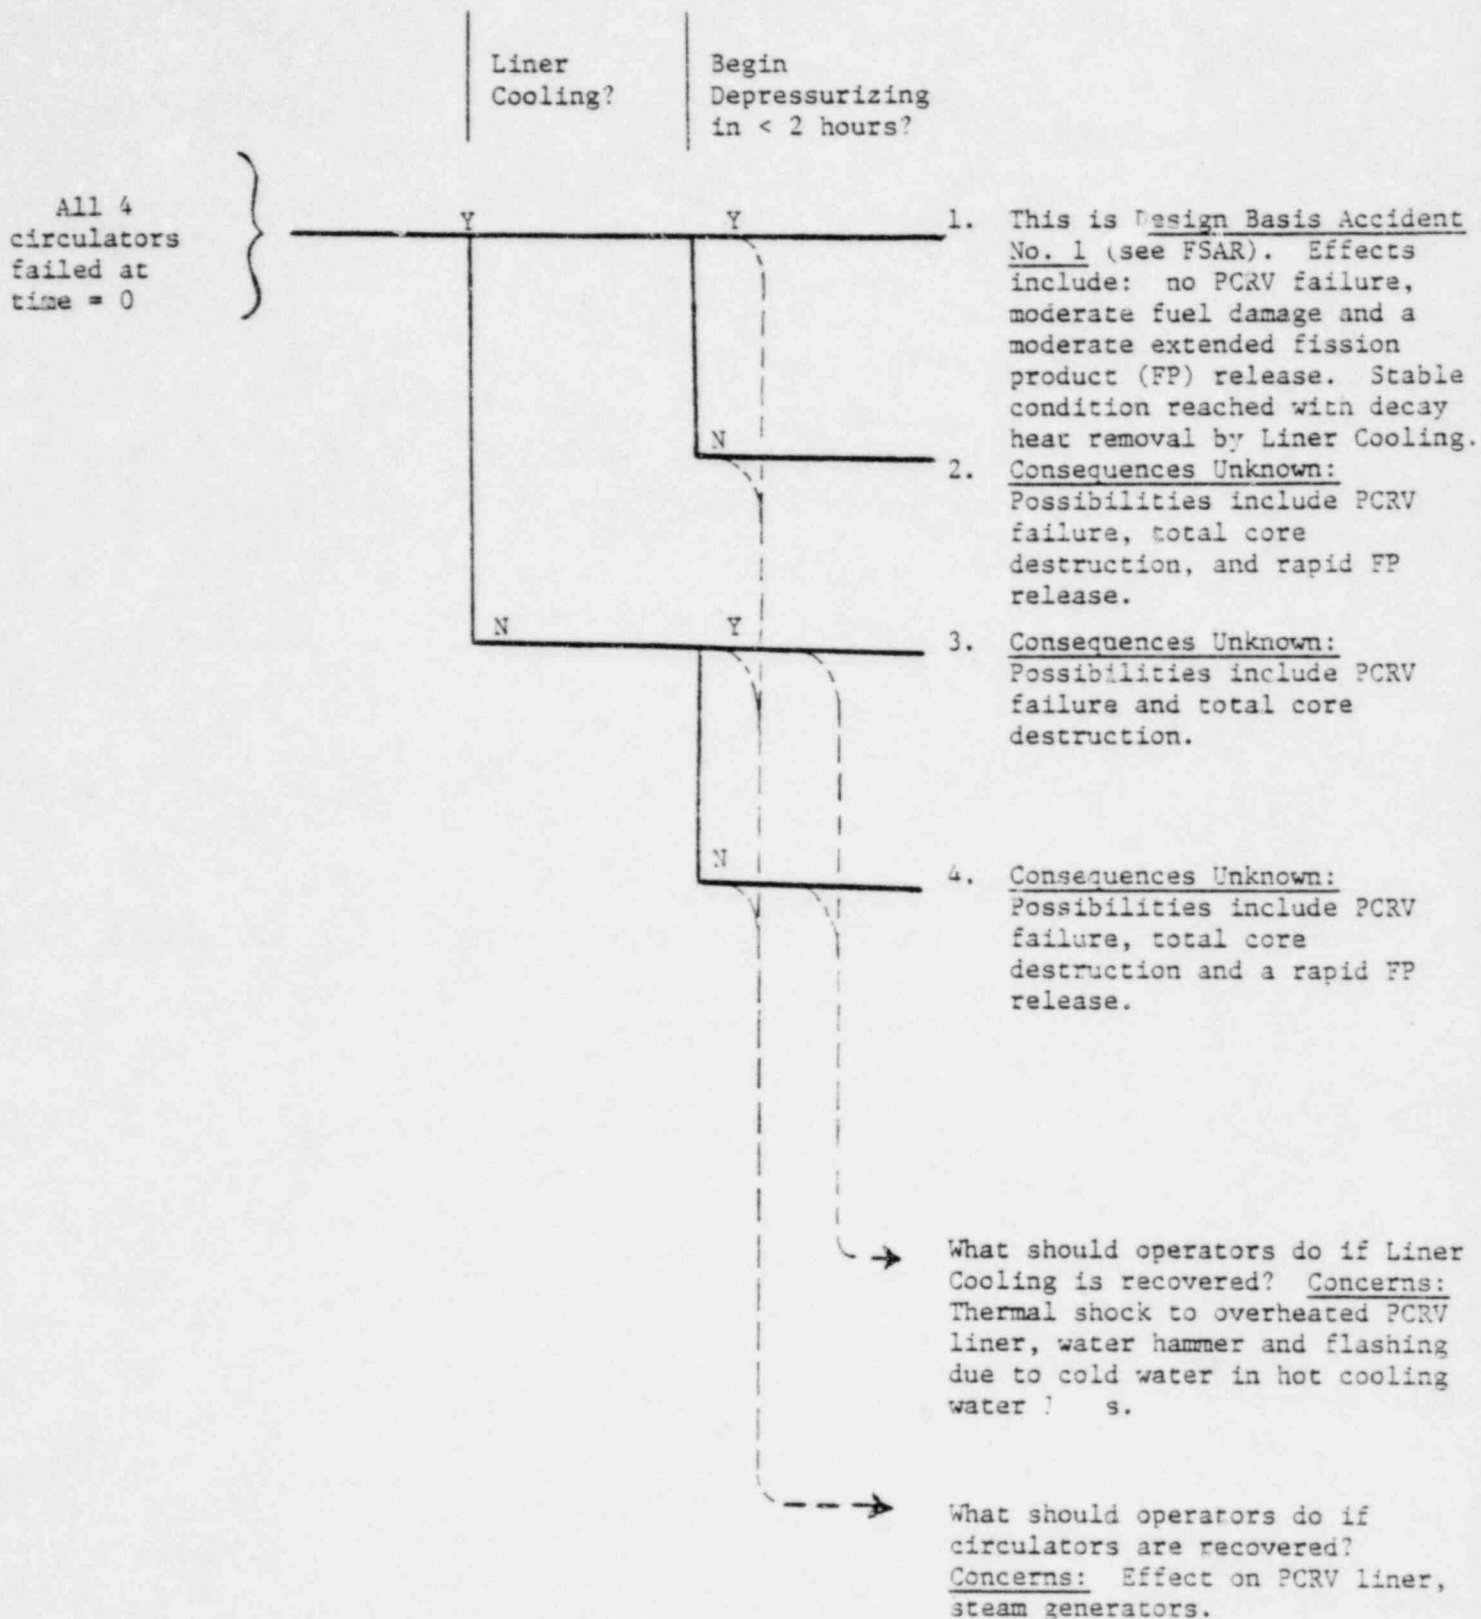 Liner
Cooling?
Begin
Depressurizing
in < 2 hours?
All 4
circulators
failed at
time = 0
Y
Y
1. This is Design Basis Accident
No. 1 (see FSAR). Effects
include: no PCRV failure,
moderate fuel damage and a
moderate extended fission
product (FP) release. Stable
condition reached with decay
heat removal by Liner Cooling.
N
2. Consequences Unknown:
Possibilities include PCRV
failure, total core
destruction, and rapid FP
release.
N
Y
3. Consequences Unknown:
Possibilities include PCRV
failure and total core
destruction.
N
4. Consequences Unknown:
Possibilities include PCRV
failure, total core
destruction and a rapid FP
release.
What should operators do if Liner
Cooling is recovered? Concerns:
Thermal shock to overheated PCRV
liner, water hammer and flashing
due to cold water in hot cooling
water
What should operators do if
circulators are recovered?
Concerns: Effect on PCRV liner,
steam generators.